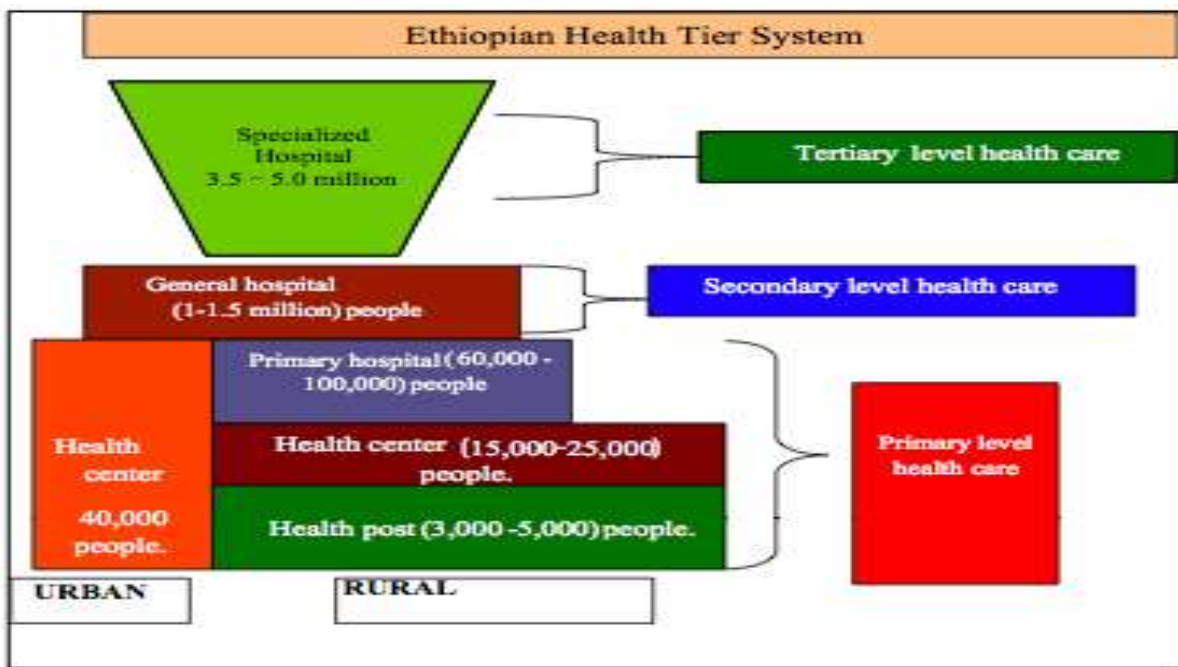 Ethiopian Health Tier System
Specialized
Hospital
3.5 - 5.0 million
Tertiary level health care
General hospital
(1-1.5 million) people
Secondary level health care
Primary hospital (60,000 -
100,000) people
Health
center
40,000
people.
Health center (15,000-25,000)
people.
Health post (3,000 -5,000) people.
Primary level
health care
URBAN
RURAL